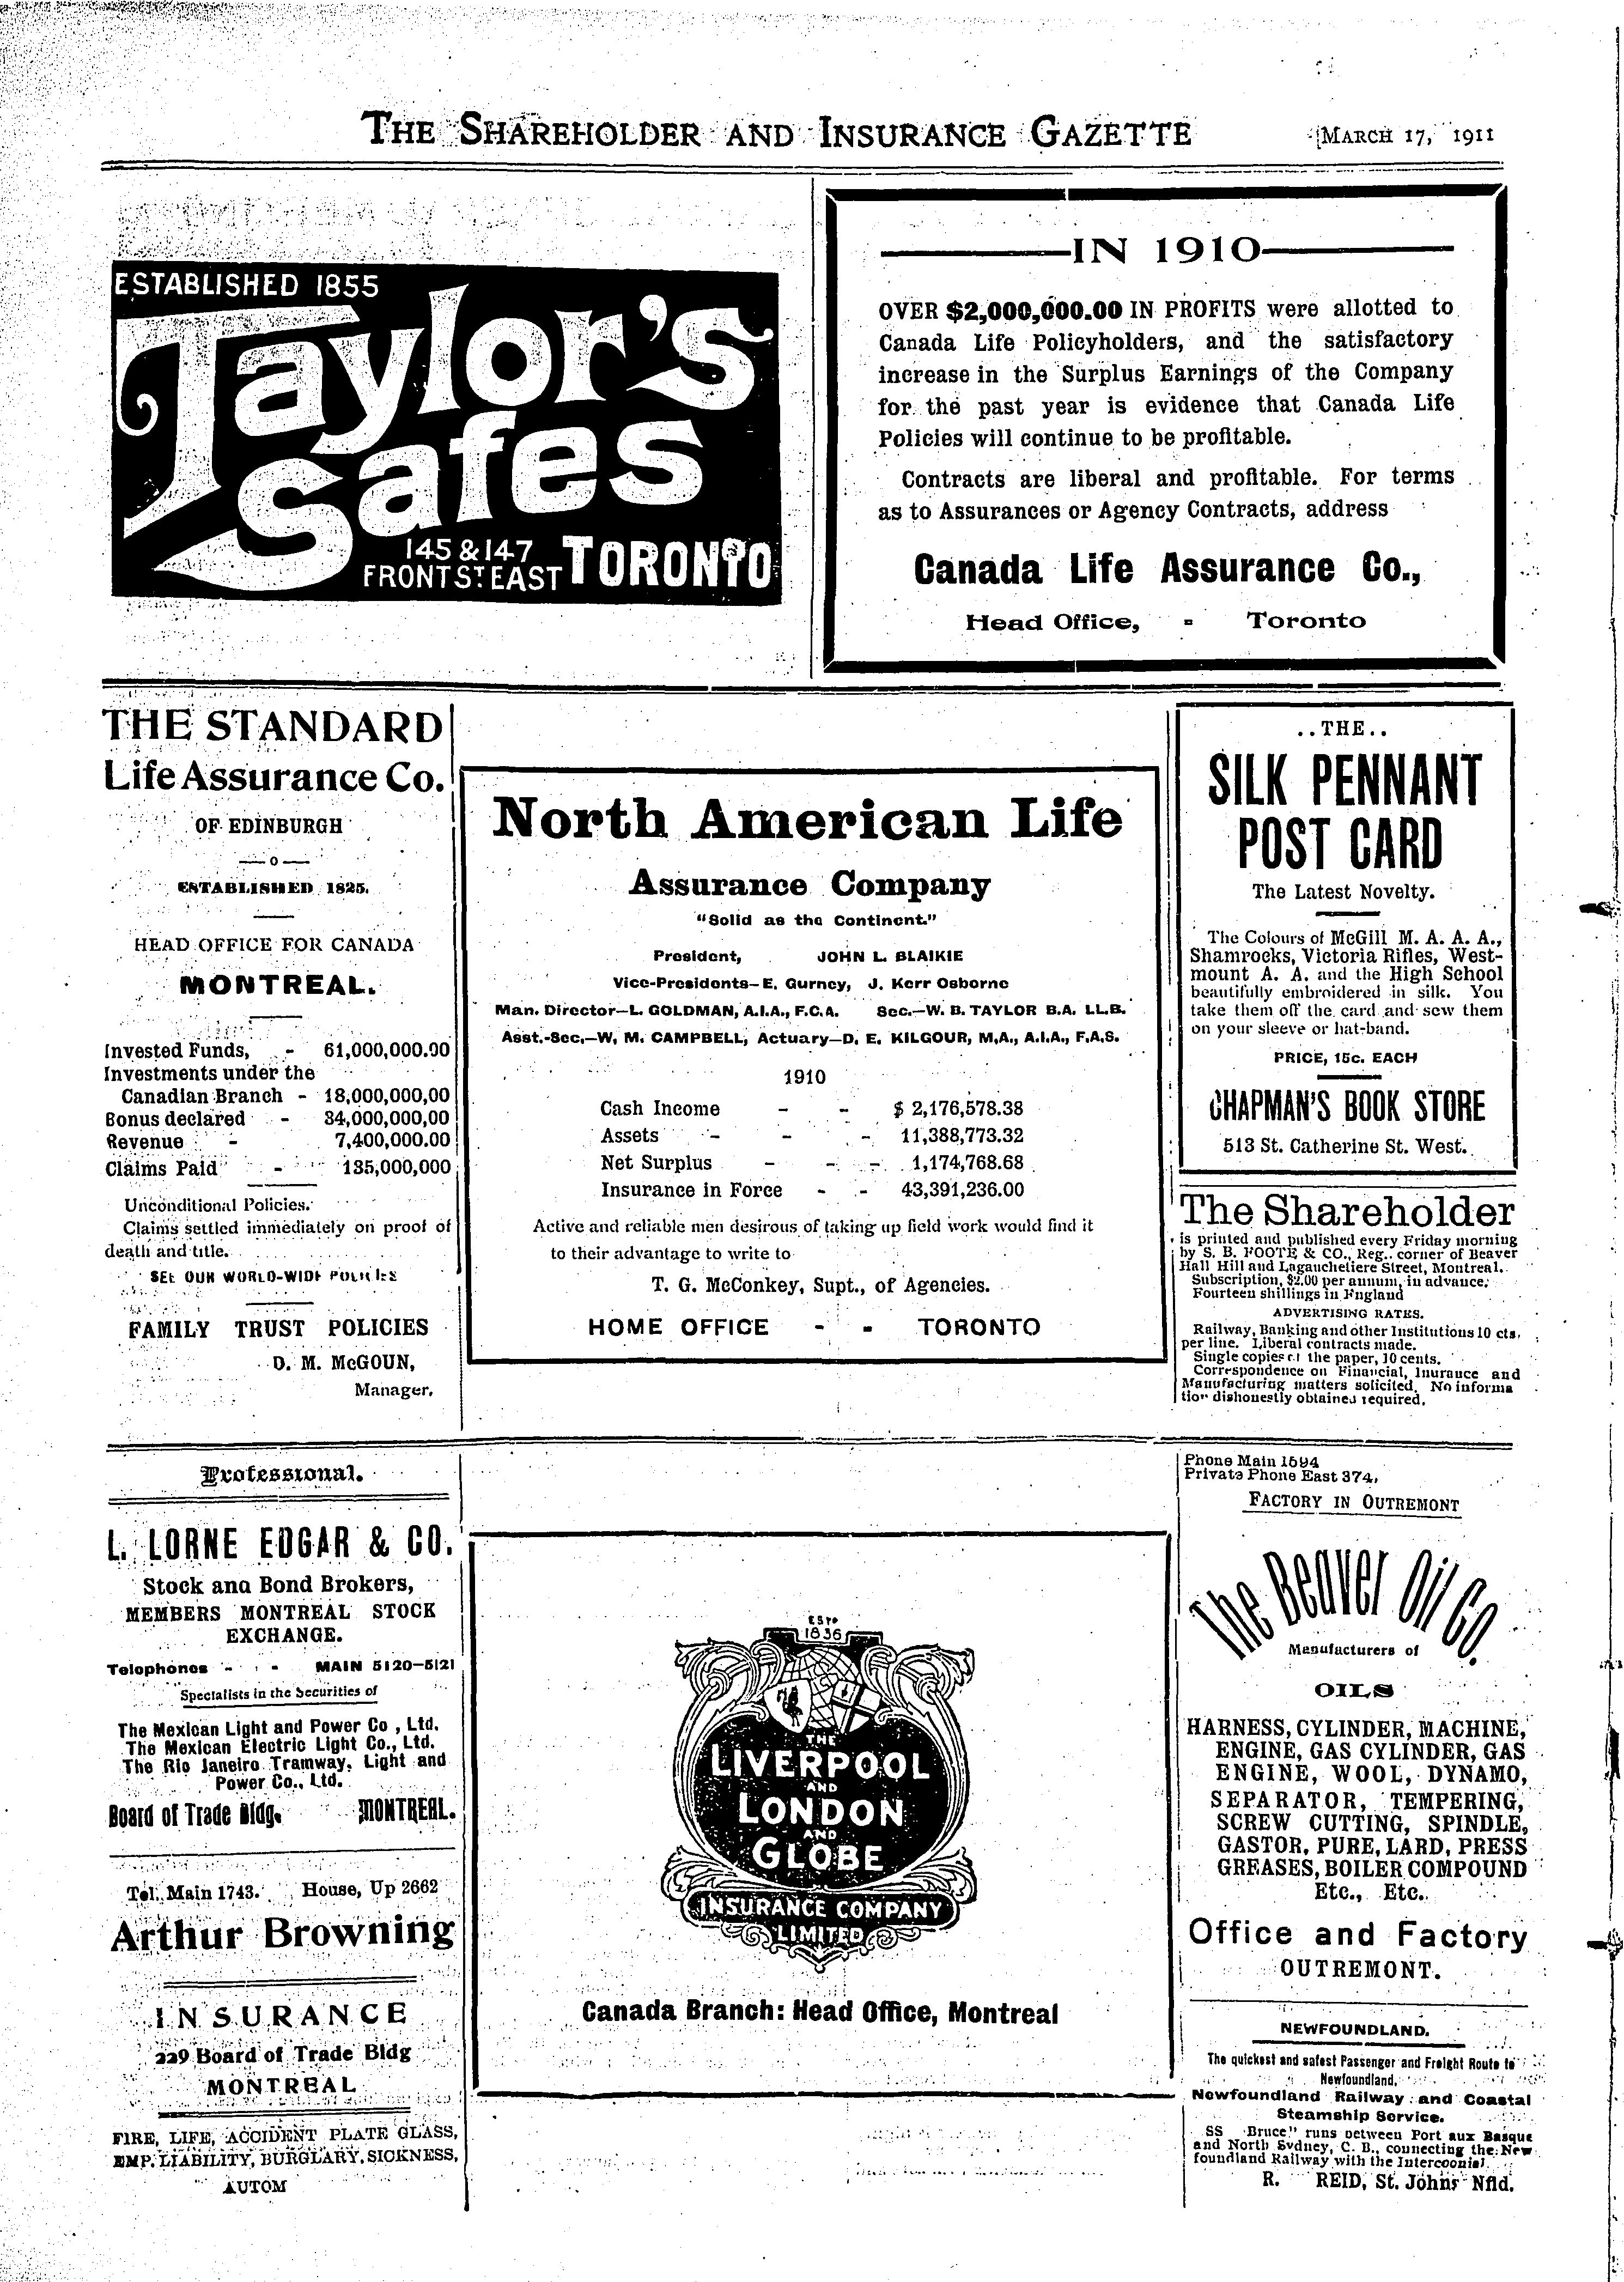 THE SHAREHOLDER AND INSURANCE GAZETTE
MARCH 17, 1911
ESTABLISHED 1855
Taylor's
Safes
145 & 147
FRONT ST. EAST TORONTO
IN 1910
OVER $2,000,000.00 IN PROFITS were allotted to
Canada Life Policyholders, and the satisfactory
increase in the Surplus Earnings of the Company
for the past year is evidence that Canada Life
Policies will continue to be profitable.
Contracts are liberal and profitable. For terms
as to Assurances or Agency Contracts, address
Canada Life Assurance Co.,
Head Office, - Toronto
THE STANDARD
Life Assurance Co.
OF EDINBURGH
ESTABLISHED 1825.
HEAD OFFICE FOR CANADA
MONTREAL.
Invested Funds, - 61,000,000.00
Investments under the
Canadian Branch - 18,000,000,00
Bonus declared - 34,000,000,00
Revenue - 7,400,000.00
Claims Paid - 135,000,000
Unconditional Policies.
Claims settled immediately on proof of
death and title.
SEE OUR WORLD-WIDE POLICIES
FAMILY TRUST POLICIES
D. M. McGOUN,
Manager.
North American Life
Assurance Company
"Solid as the Continent."
President, JOHN L. BLAIKIE
Vice-Presidents—E. Gurney, J. Kerr Osborne
Man. Director—L. GOLDMAN, A.I.A., F.C.A. Sec.—W. B. TAYLOR B.A. LL.B.
Asst.-Sec.—W. M. CAMPBELL, Actuary—D. E. KILGOUR, M.A., A.I.A., F.A.S.
1910
Cash Income - - $ 2,176,578.38
Assets - - - 11,388,773.32
Net Surplus - - - 1,174,768.68
Insurance in Force - - 43,391,236.00
Active and reliable men desirous of taking up field work would find it
to their advantage to write to
T. G. McConkey, Supt., of Agencies.
HOME OFFICE - - TORONTO
..THE..
SILK PENNANT
POST CARD
The Latest Novelty.
The Colours of McGill M. A. A. A.,
Shamrocks, Victoria Rifles, West-
mount A. A. and the High School
beautifully embroidered in silk. You
take them off the card and sew them
on your sleeve or hat-band.
PRICE, 15c. EACH
CHAPMAN'S BOOK STORE
513 St. Catherine St. West.
The Shareholder
is printed and published every Friday morning
by S. B. FOOTE & CO., Reg., corner of Beaver
Hall Hill and Lagauchetiere Street, Montreal.
Subscription, $2.00 per annum, in advance.
Fourteen shillings in England
ADVERTISING RATES.
Railway, Banking and other Institutions 10 cts.
per line. Liberal contracts made.
Single copies of the paper, 10 cents.
Correspondence on Financial, Inurance and
Manufacturing matters solicited. No informa
tion dishonestly obtained required.
Professional.
L. LORNE EDGAR & CO.
Stock and Bond Brokers,
MEMBERS MONTREAL STOCK
EXCHANGE.
Telephones - - MAIN 5120–5121
Specialists in the Securities of
The Mexican Light and Power Co , Ltd.
The Mexican Electric Light Co., Ltd.
The Rio Janeiro Tramway, Light and
Power Co., Ltd.
Board of Trade Bldg. MONTREAL.
Tel. Main 1743. House, Up 2662
Arthur Browning
INSURANCE
229 Board of Trade Bldg
MONTREAL
FIRE, LIFE, ACCIDENT PLATE GLASS,
EMP. LIABILITY, BURGLARY, SICKNESS,
AUTOM
ESTD
1836
THE
LIVERPOOL
AND
LONDON
AND
GLOBE
INSURANCE COMPANY
LIMITED
Canada Branch: Head Office, Montreal
Phone Main 1594
Private Phone East 374,
FACTORY IN OUTREMONT
The Beaver Oil Co.
Manufacturers of
OILS
HARNESS, CYLINDER, MACHINE,
ENGINE, GAS CYLINDER, GAS
ENGINE, WOOL, DYNAMO,
SEPARATOR, TEMPERING,
SCREW CUTTING, SPINDLE,
GASTOR, PURE, LARD, PRESS
GREASES, BOILER COMPOUND
Etc., Etc.
Office and Factory
OUTREMONT.
NEWFOUNDLAND.
The quickest and safest Passenger and Freight Route to
Newfoundland,
Newfoundland Railway and Coastal
Steamship Service.
SS Bruce" runs between Port aux Basque
and North Sydney, C. B., connecting the New
foundland Railway with the Intercoonial.
R. REID, St. Johns Nfld.